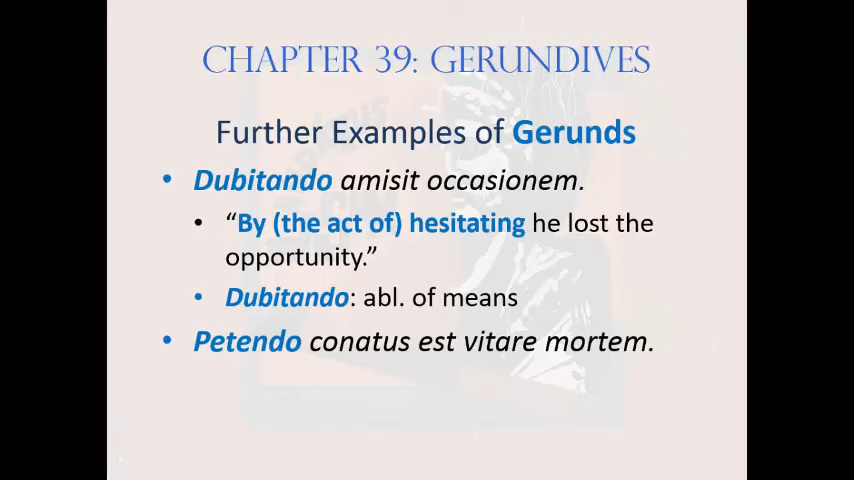 CHAPTER 39: GERUNDIVES
Further Examples of Gerunds
• Dubitando amisit occasionem.
• “By (the act of) hesitating he lost the
opportunity.”
• Dubitando: abl. of means
• Petendo conatus est vitare mortem.